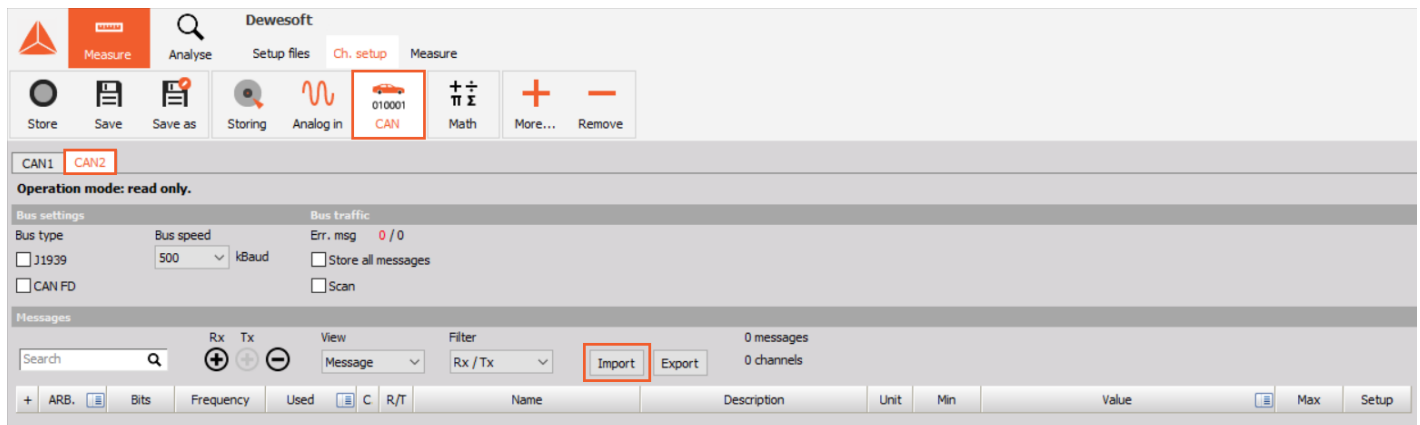 Dewesoft
Measure Analyse Setup files Ch. setup Measure
010001
+ ÷
π Σ
Store Save Save as Storing Analog in CAN Math More... Remove
CAN1 CAN2
Operation mode: read only.
Bus settings Bus traffic
Bus type Bus speed Err. msg 0 / 0
J1939 500 kBaud Store all messages
CAN FD Scan
Messages
Rx Tx View Filter 0 messages
Search Message Rx / Tx Import Export 0 channels
+ ARB. Bits Frequency Used C R/T Name Description Unit Min Value Max Setup